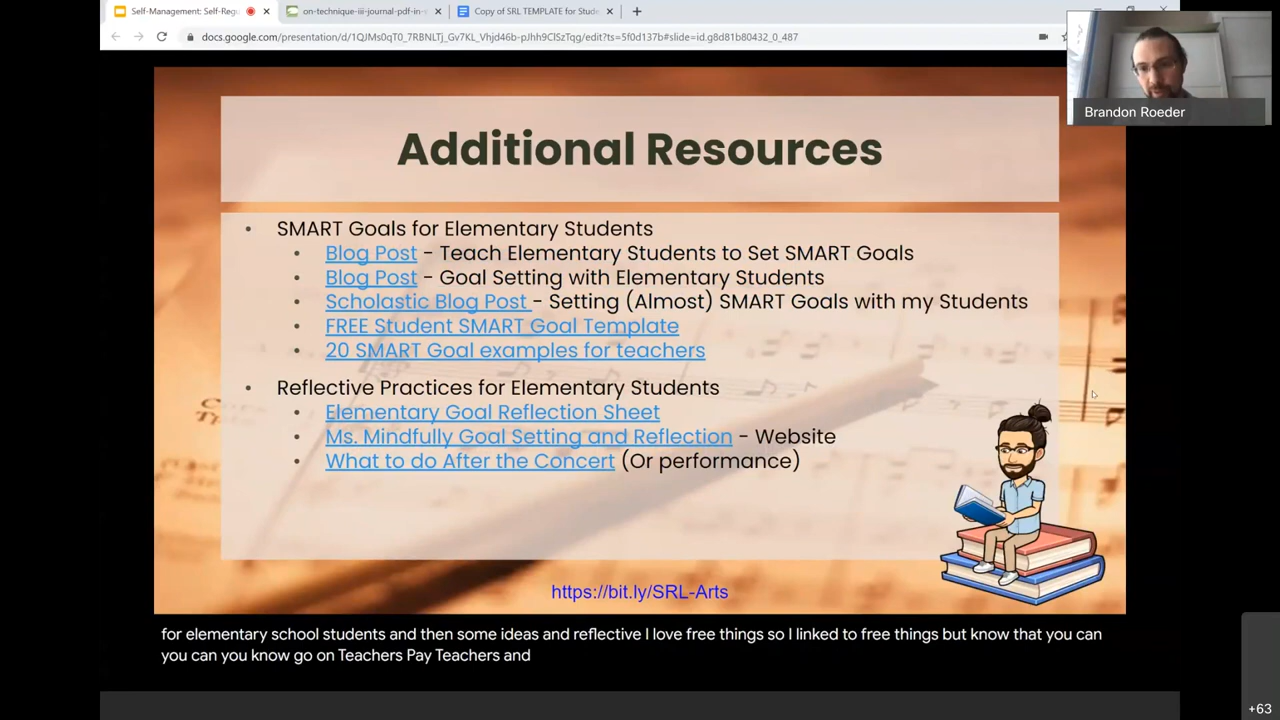 Self-Management: Self-Regu
on-technique-iii-journal-pdf-in-e
Copy of SRL TEMPLATE for Stude
docs.google.com/presentation/d/1QJMs0qT0_7RBNLTj_Gv7KL_Vhjd46b-pJhh9ClSzTqg/edit?ts=5f0d137b#slide=id.g8d81b80432_0_487
Brandon Roeder
Additional Resources
• SMART Goals for Elementary Students
• Blog Post - Teach Elementary Students to Set SMART Goals
• Blog Post - Goal Setting with Elementary Students
• Scholastic Blog Post - Setting (Almost) SMART Goals with my Students
• FREE Student SMART Goal Template
• 20 SMART Goal examples for teachers
• Reflective Practices for Elementary Students
• Elementary Goal Reflection Sheet
• Ms. Mindfully Goal Setting and Reflection - Website
• What to do After the Concert (Or performance)
https://bit.ly/SRL-Arts
for elementary school students and then some ideas and reflective I love free things so I linked to free things but know that you can
you can you know go on Teachers Pay Teachers and
+63